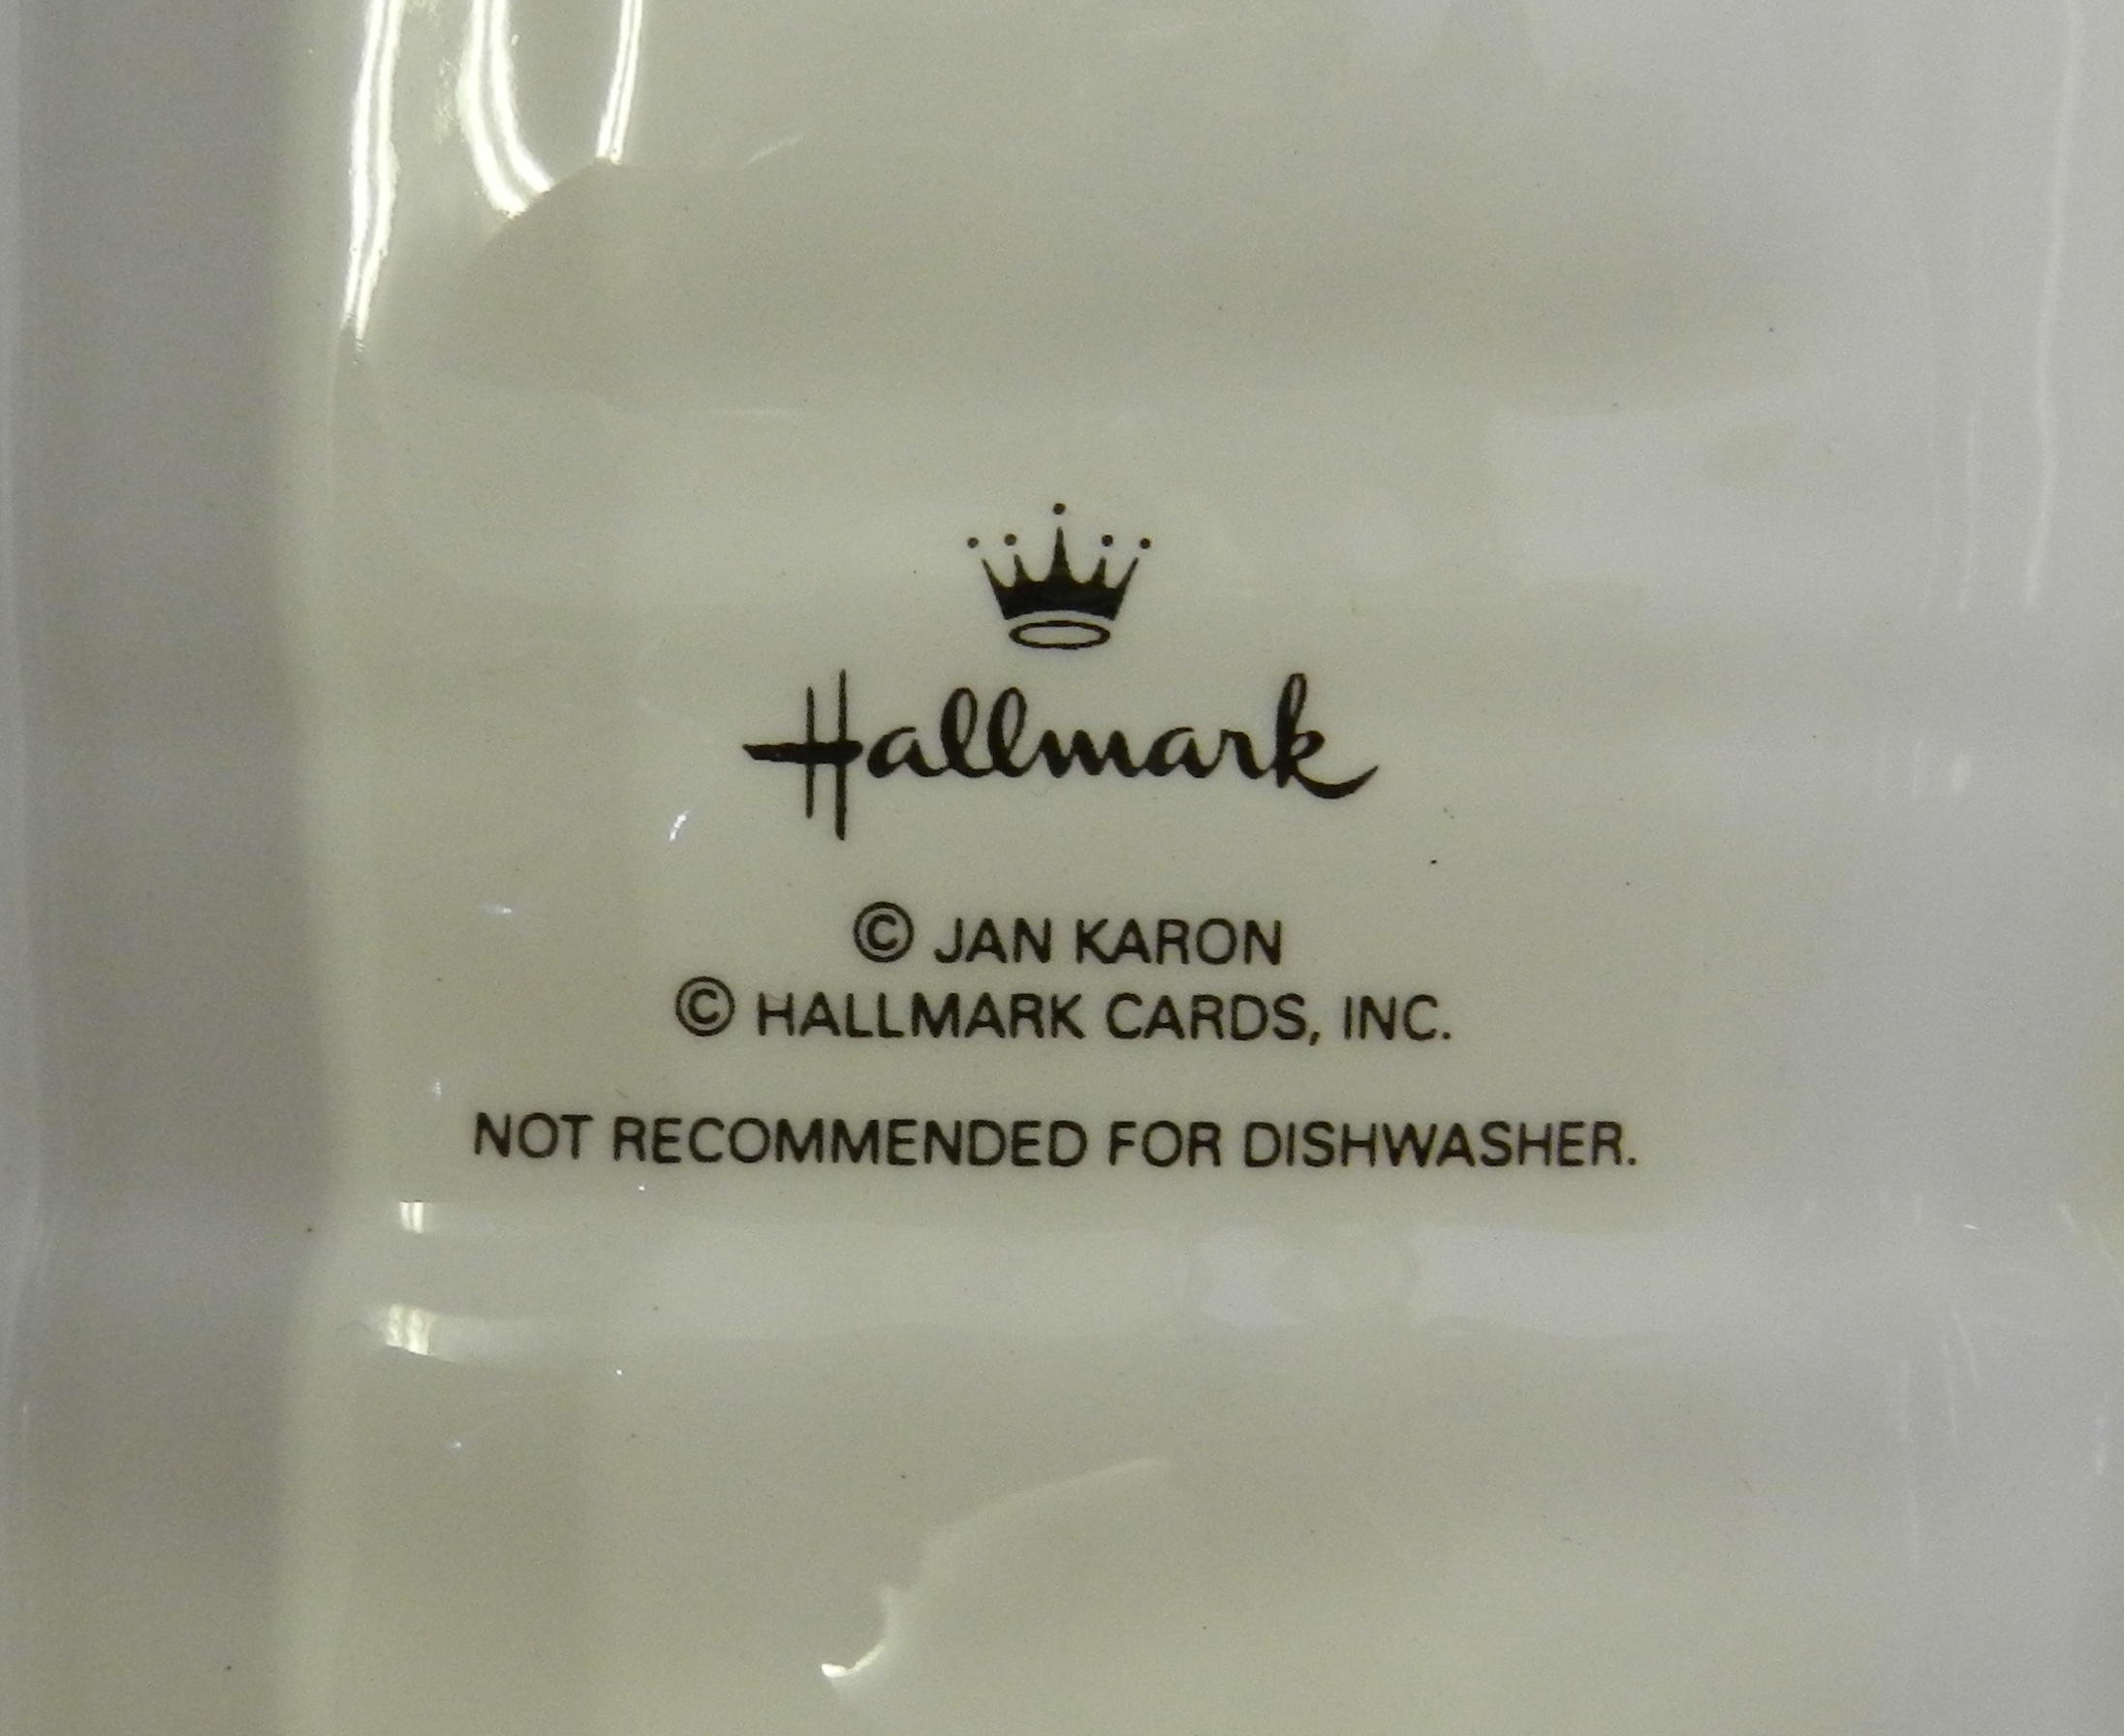 Hallmark
© JAN KARON
© HALLMARK CARDS, INC.
NOT RECOMMENDED FOR DISHWASHER.